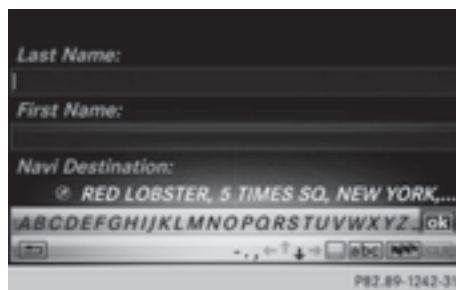 Last Name:
First Name:
Navi Destination:
RED LOBSTER, 5 TIMES SQ, NEW YORK,...
ABCDEFGHIJKLMNOPQRSTUVWXYZ_ ok
-., ←↑↓→ abc
P82.89-1242-31